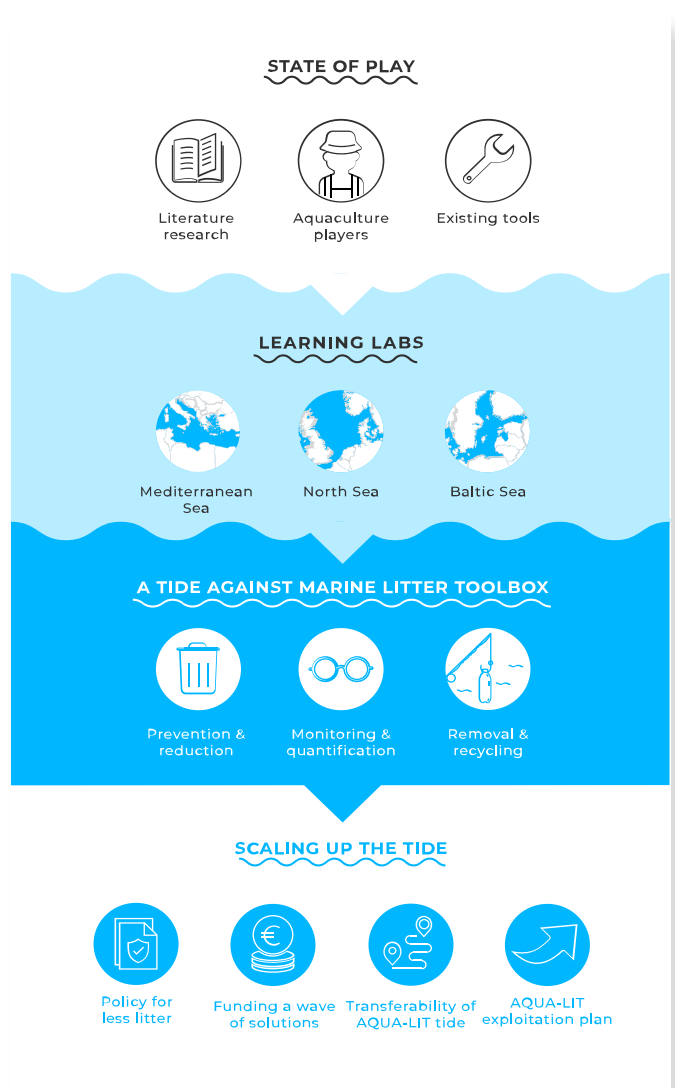 STATE OF PLAY
Literature
research
Aquaculture
players
Existing tools
LEARNING LABS
Mediterranean
Sea
North Sea
Baltic Sea
A TIDE AGAINST MARINE LITTER TOOLBOX
Prevention &
reduction
Monitoring &
quantification
Removal &
recycling
SCALING UP THE TIDE
Policy for
less litter
Funding a wave
of solutions
Transferability of
AQUA-LIT tide
AQUA-LIT
exploitation plan